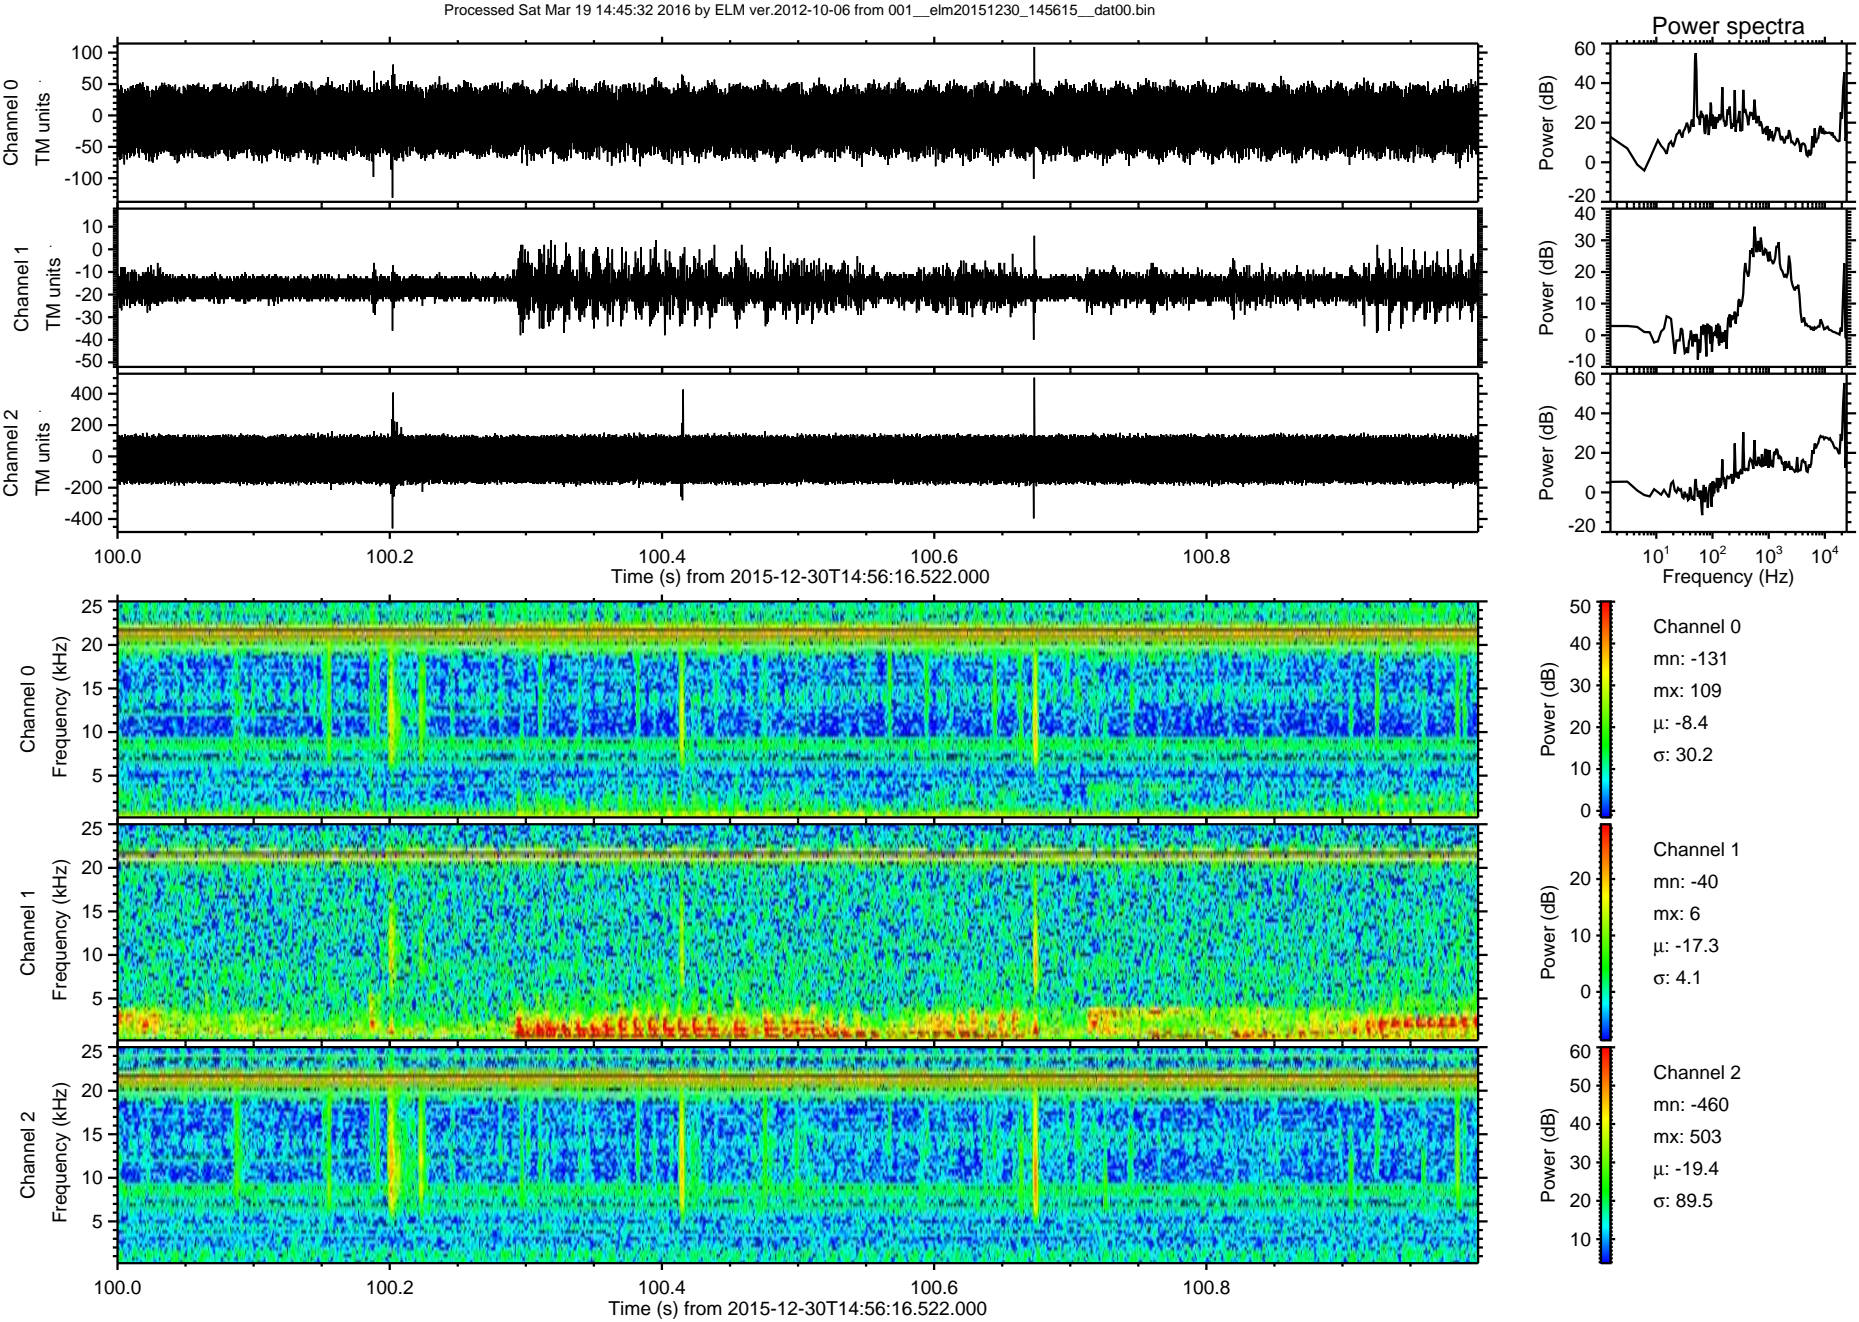 Processed Sat Mar 19 14:45:32 2016 by ELM ver.2012-10-06 from 001__elm20151230_145615__dat00.bin
Power spectra
Channel 0
TM units
100
50
0
-50
-100
Power (dB)
60
40
20
0
-20
Channel 1
TM units
10
0
-10
-20
-30
-40
-50
Power (dB)
40
30
20
10
0
-10
Channel 2
TM units
400
200
0
-200
-400
Power (dB)
60
40
20
0
-20
100.0 100.2 100.4 100.6 100.8
Time (s) from 2015-12-30T14:56:16.522.000
10¹ 10² 10³ 10⁴
Frequency (Hz)
Channel 0
Frequency (kHz)
25
20
15
10
5
Power (dB)
50
40
30
20
10
0
Channel 0
mn: -131
mx: 109
μ: -8.4
σ: 30.2
Channel 1
Frequency (kHz)
25
20
15
10
5
Power (dB)
20
10
0
Channel 1
mn: -40
mx: 6
μ: -17.3
σ: 4.1
Channel 2
Frequency (kHz)
25
20
15
10
5
Power (dB)
60
50
40
30
20
10
Channel 2
mn: -460
mx: 503
μ: -19.4
σ: 89.5
100.0 100.2 100.4 100.6 100.8
Time (s) from 2015-12-30T14:56:16.522.000